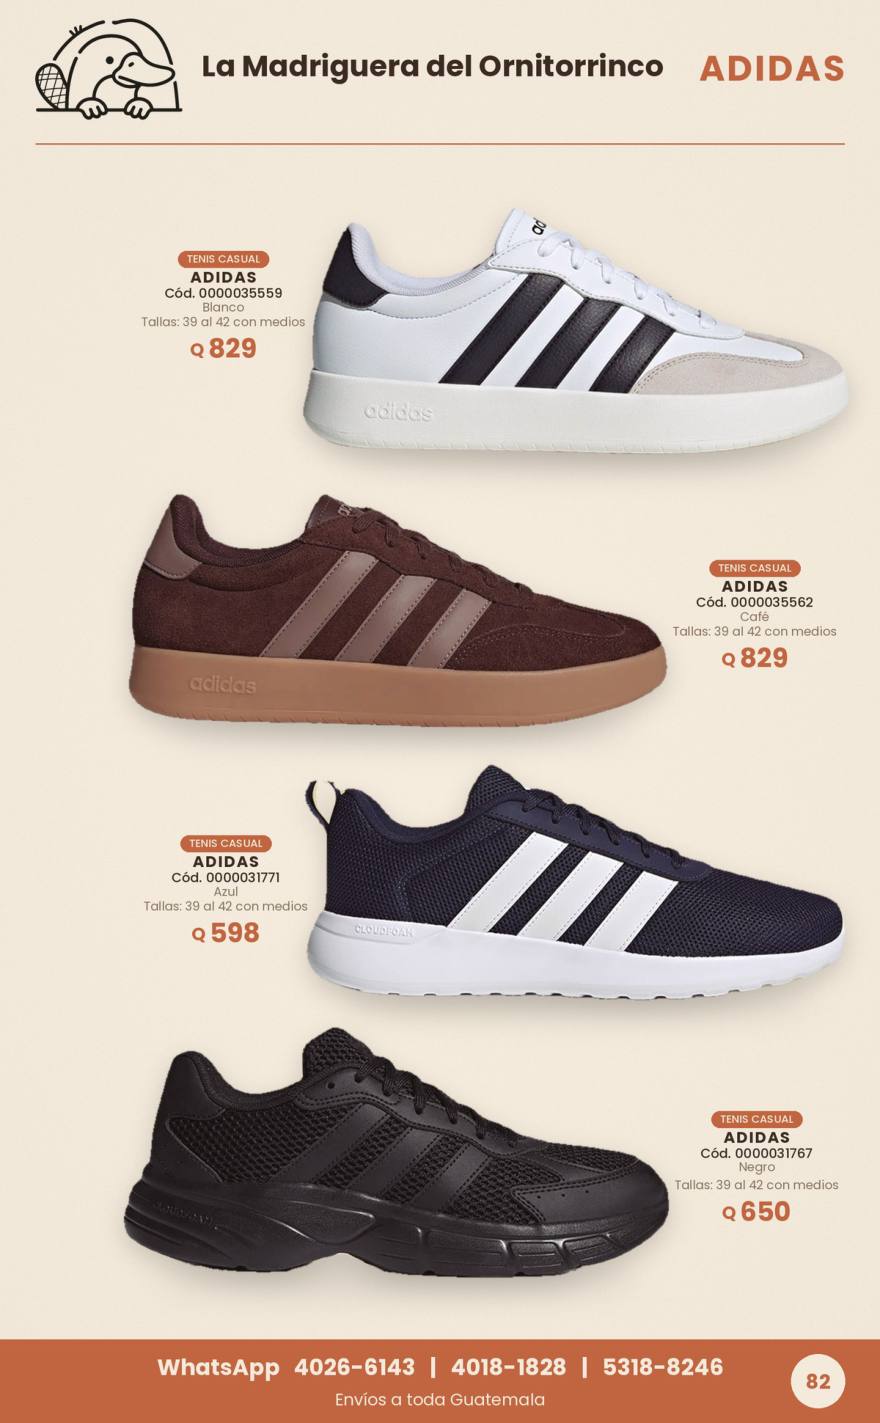 La Madriguera del Ornitorrinco
ADIDAS
TENIS CASUAL
ADIDAS
Cód. 0000035559
Blanco
Tallas: 39 al 42 con medios
Q 829
adidas
TENIS CASUAL
ADIDAS
Cód. 0000035562
Café
Tallas: 39 al 42 con medios
Q 829
adidas
TENIS CASUAL
ADIDAS
Cód. 0000031771
Azul
Tallas: 39 al 42 con medios
Q 598
CLOUDFOAM
TENIS CASUAL
ADIDAS
Cód. 0000031767
Negro
Tallas: 39 al 42 con medios
Q 650
WhatsApp 4026-6143 | 4018-1828 | 5318-8246
Envíos a toda Guatemala
82